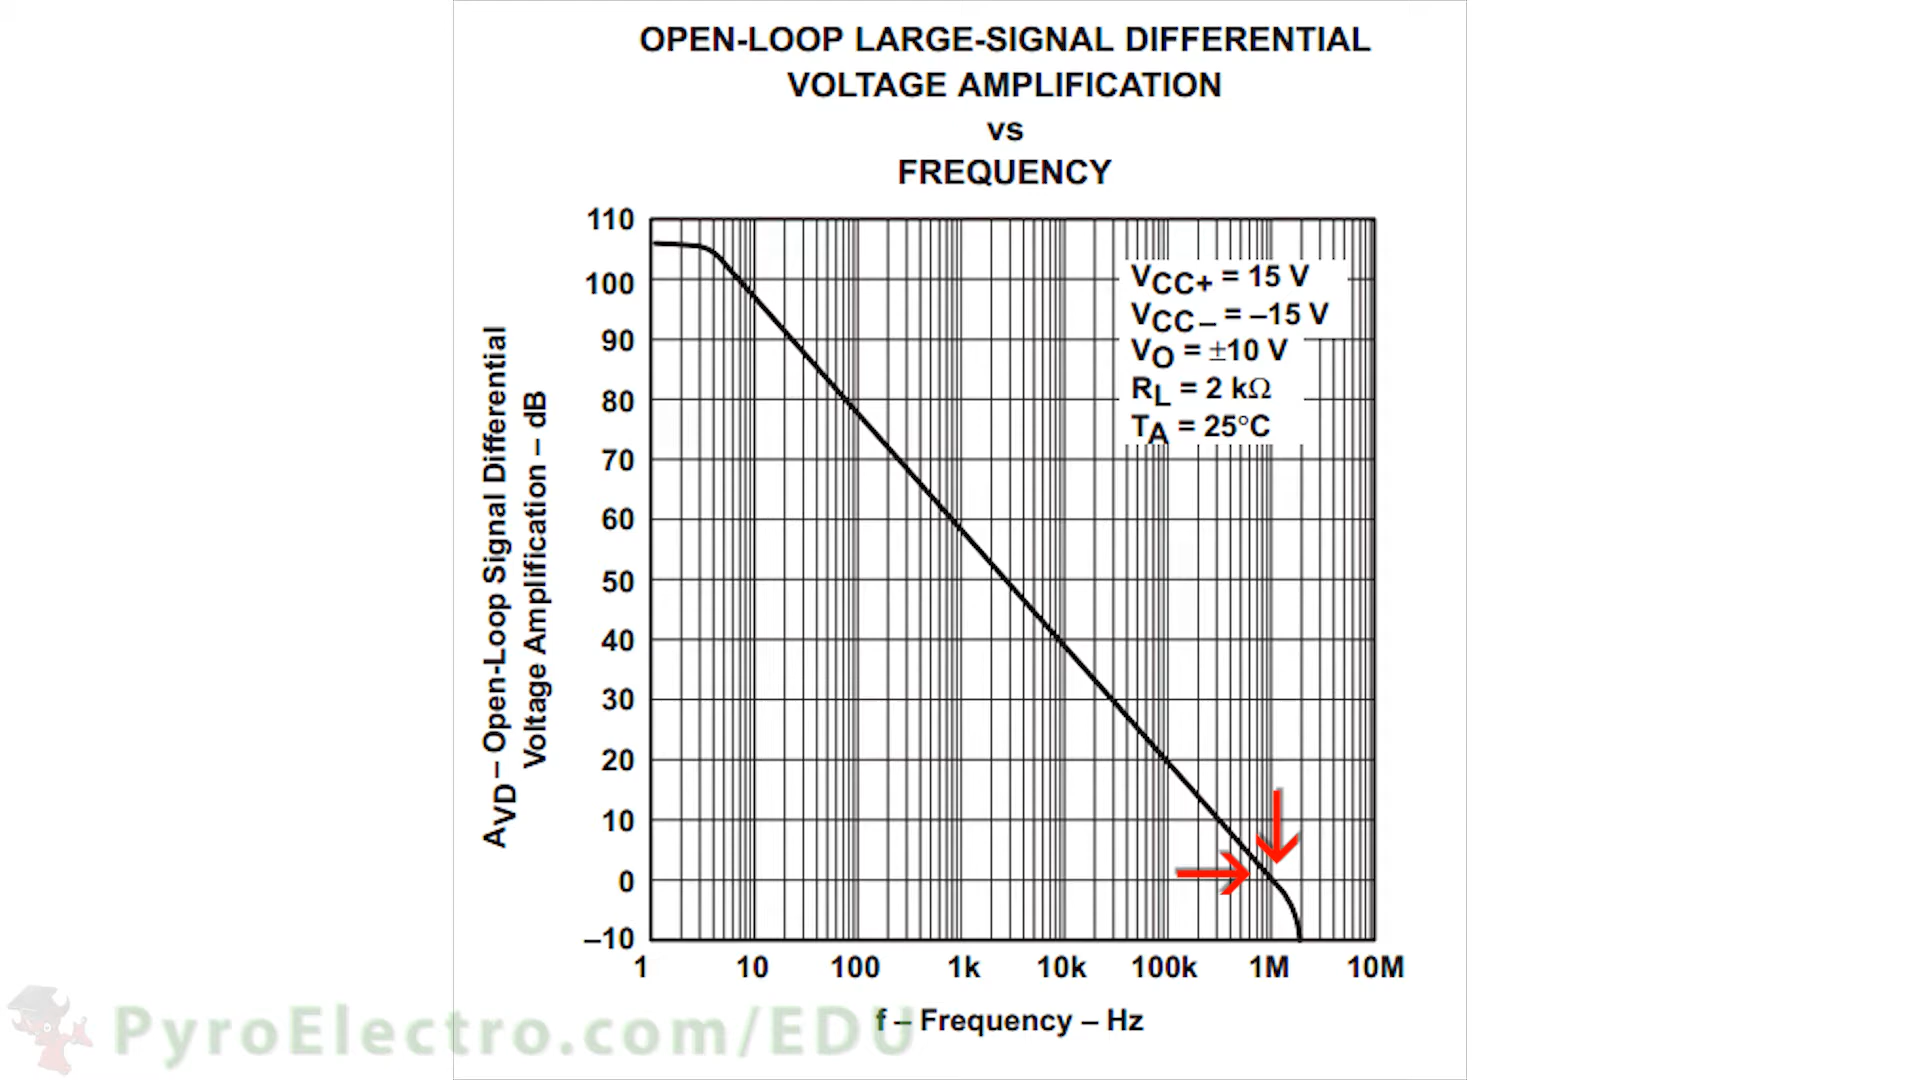 OPEN-LOOP LARGE-SIGNAL DIFFERENTIAL
VOLTAGE AMPLIFICATION
vs
FREQUENCY
110
100
90
80
70
60
50
40
30
20
10
0
–10
AVD – Open-Loop Signal Differential
Voltage Amplification – dB
VCC+ = 15 V
VCC– = –15 V
VO = ±10 V
RL = 2 kΩ
TA = 25°C
1 10 100 1k 10k 100k 1M 10M
f – Frequency – Hz
PyroElectro.com/EDU